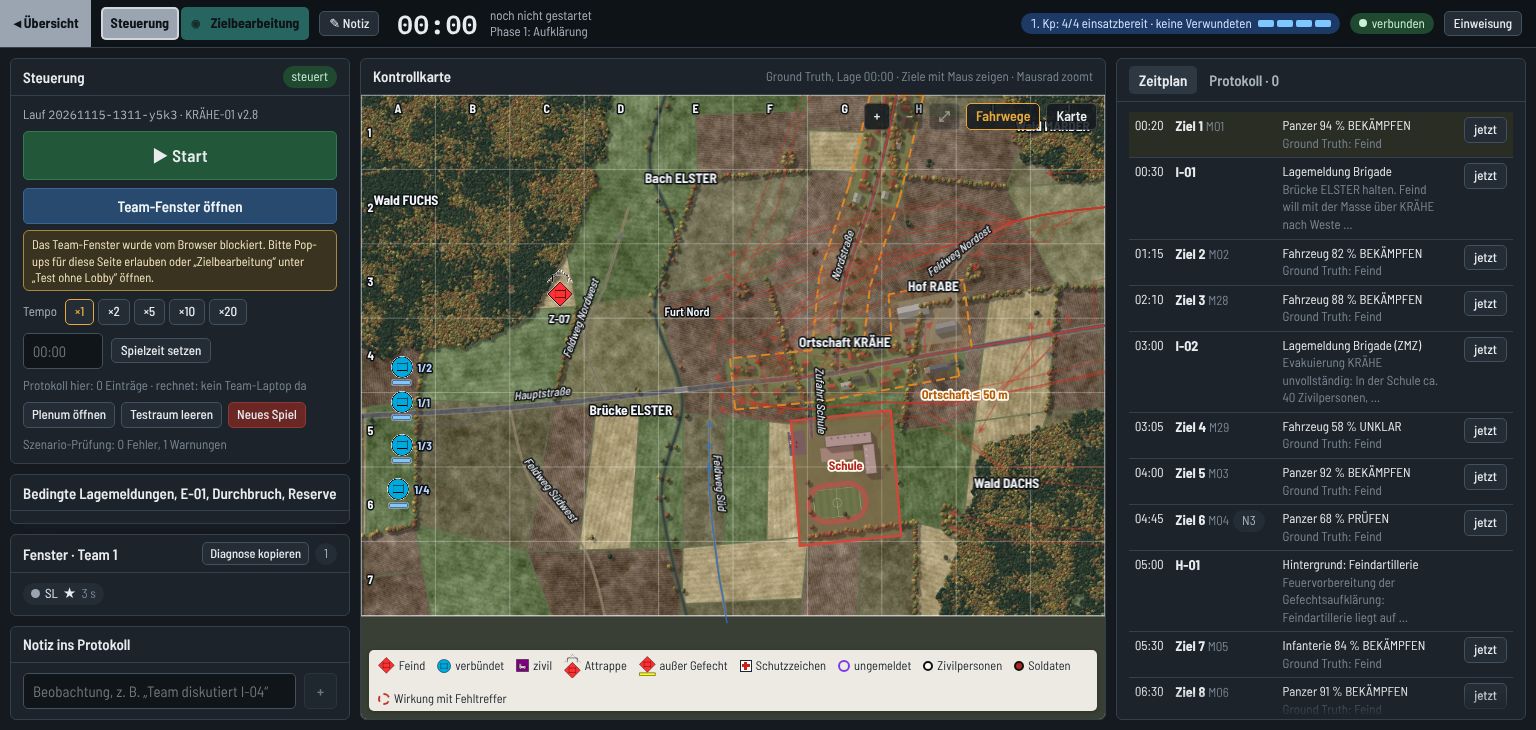 ◂ Übersicht
Steuerung
Zielbearbeitung
✎ Notiz
00:00
noch nicht gestartet
Phase 1: Aufklärung
1. Kp: 4/4 einsatzbereit · keine Verwundeten
verbunden
Einweisung
Steuerung
steuert
Lauf 20261115-1311-y5k3 · KRÄHE-01 v2.8
▶ Start
Team-Fenster öffnen
Das Team-Fenster wurde vom Browser blockiert. Bitte Pop-
ups für diese Seite erlauben oder „Zielbearbeitung“ unter
„Test ohne Lobby“ öffnen.
Tempo ×1 ×2 ×5 ×10 ×20
00:00
Spielzeit setzen
Protokoll hier: 0 Einträge · rechnet: kein Team-Laptop da
Plenum öffnen
Testraum leeren
Neues Spiel
Szenario-Prüfung: 0 Fehler, 1 Warnungen
Bedingte Lagemeldungen, E-01, Durchbruch, Reserve
Fenster · Team 1
Diagnose kopieren
1
SL ★ 3 s
Notiz ins Protokoll
Beobachtung, z. B. „Team diskutiert I-04“
+
Kontrollkarte
Ground Truth, Lage 00:00 · Ziele mit Maus zeigen · Mausrad zoomt
A B C D E F G H
+
−
⤢
Fahrwege
Karte
1
2
3
4
5
6
7
Bach ELSTER
Wald FUCHS
Nordstraße
Feldweg Nordost
Hof RABE
Z-07
Feldweg Nordwest
Furt Nord
Ortschaft KRÄHE
1/2
1/1
1/3
1/4
Hauptstraße
Brücke ELSTER
Zufahrt Schule
Ortschaft ≤ 50 m
Schule
Feldweg Südwest
Feldweg Süd
Wald DACHS
Feind
verbündet
zivil
Attrappe
außer Gefecht
Schutzzeichen
ungemeldet
Zivilpersonen
Soldaten
Wirkung mit Fehltreffer
Zeitplan
Protokoll · 0
00:20 Ziel 1 M01 Panzer 94 % BEKÄMPFEN jetzt
Ground Truth: Feind
00:30 I-01 Lagemeldung Brigade jetzt
Brücke ELSTER halten. Feind
will mit der Masse über KRÄHE
nach Weste ...
01:15 Ziel 2 M02 Fahrzeug 82 % BEKÄMPFEN jetzt
Ground Truth: Feind
02:10 Ziel 3 M28 Fahrzeug 88 % BEKÄMPFEN jetzt
Ground Truth: Feind
03:00 I-02 Lagemeldung Brigade (ZMZ) jetzt
Evakuierung KRÄHE
unvollständig: In der Schule ca.
40 Zivilpersonen, ...
03:05 Ziel 4 M29 Fahrzeug 58 % UNKLAR jetzt
Ground Truth: Feind
04:00 Ziel 5 M03 Panzer 92 % BEKÄMPFEN jetzt
Ground Truth: Feind
04:45 Ziel 6 M04 N3 Panzer 68 % PRÜFEN jetzt
Ground Truth: Feind
05:00 H-01 Hintergrund: Feindartillerie
Feuervorbereitung der
Gefechtsaufklärung:
Feindartillerie liegt auf ...
05:30 Ziel 7 M05 Infanterie 84 % BEKÄMPFEN jetzt
Ground Truth: Feind
06:30 Ziel 8 M06 Panzer 91 % BEKÄMPFEN jetzt
Ground Truth: Feind